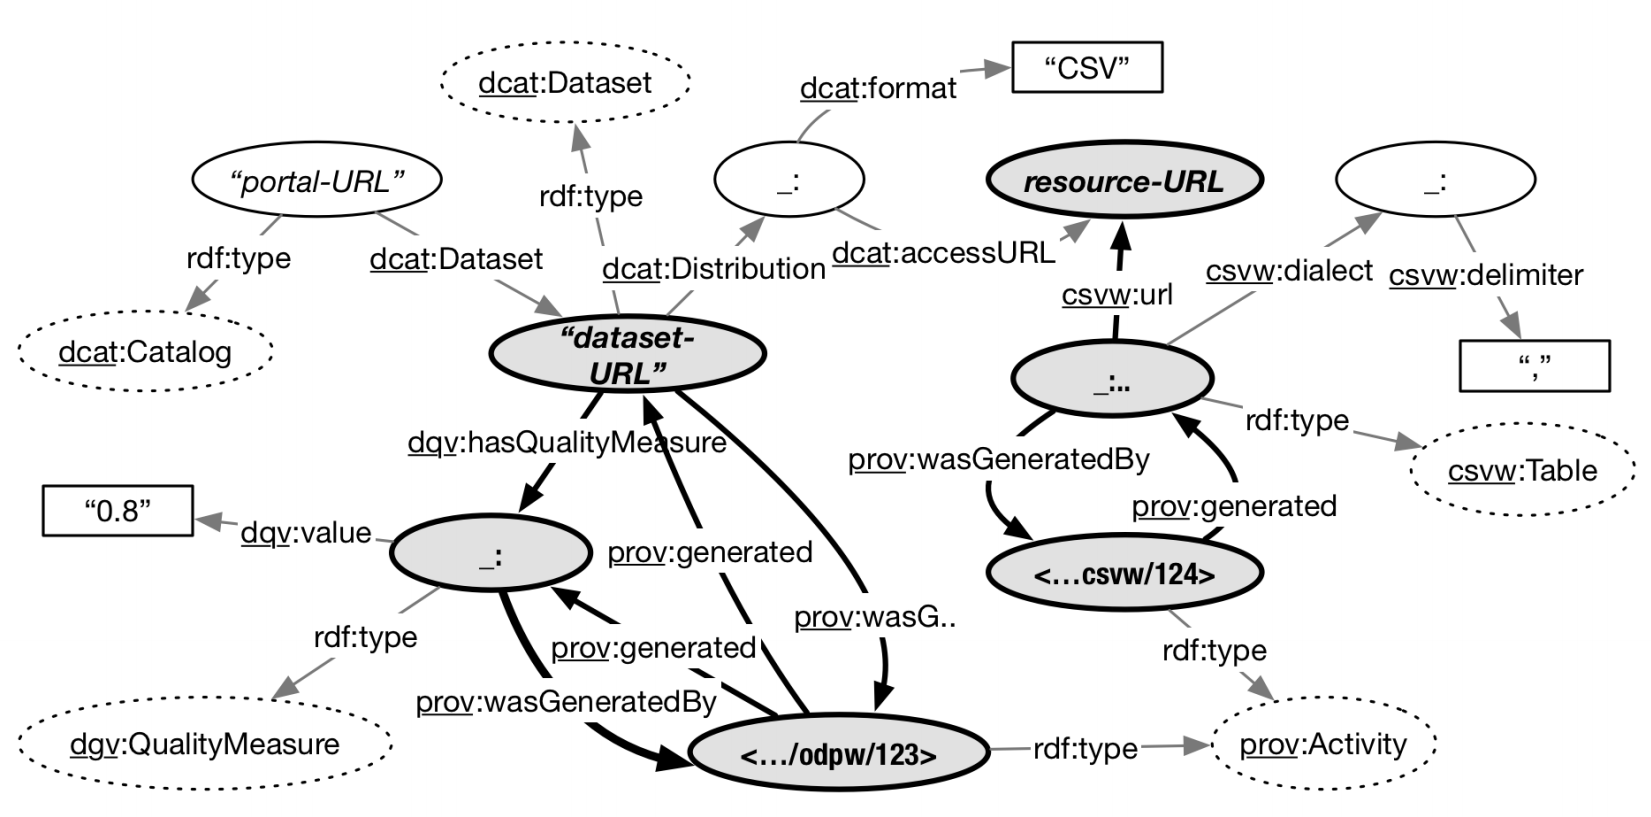 dcat:format
“CSV”
dcat:Dataset
“portal-URL”
rdf:type
_:
resource-URL
_:
rdf:type
dcat:Dataset
dcat:Distribution
dcat:accessURL
csvw:url
csvw:dialect
csvw:delimiter
dcat:Catalog
“dataset-
URL”
_:..
“,”
dqv:hasQualityMeasure
prov:wasGeneratedBy
rdf:type
csvw:Table
“0.8”
dqv:value
_:
prov:generated
prov:generated
<...csvw/124>
rdf:type
prov:generated
prov:wasG..
rdf:type
prov:wasGeneratedBy
dgv:QualityMeasure
<.../odpw/123>
rdf:type
prov:Activity